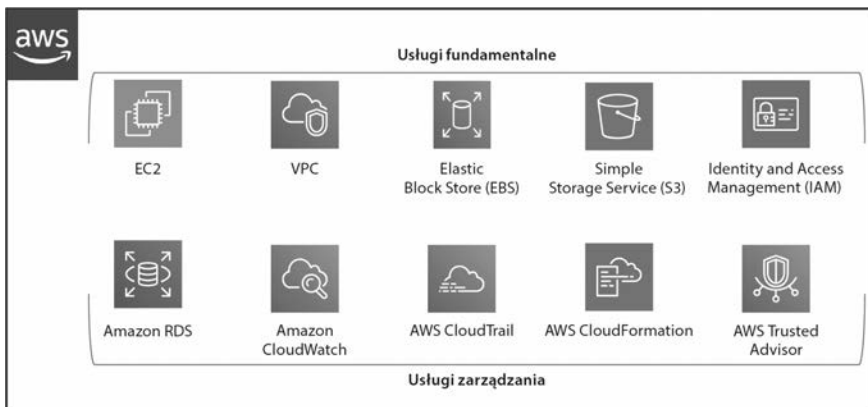 aws
Usługi fundamentalne
EC2
VPC
Elastic
Block Store (EBS)
Simple
Storage Service (S3)
Identity and Access
Management (IAM)
Amazon RDS
Amazon
CloudWatch
AWS CloudTrail
AWS CloudFormation
AWS Trusted
Advisor
Usługi zarządzania